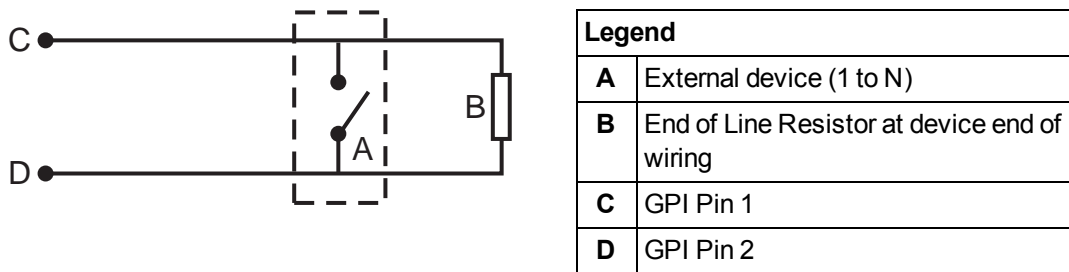 C
B
A
D
Legend
A External device (1 to N)
B End of Line Resistor at device end of
wiring
C GPI Pin 1
D GPI Pin 2